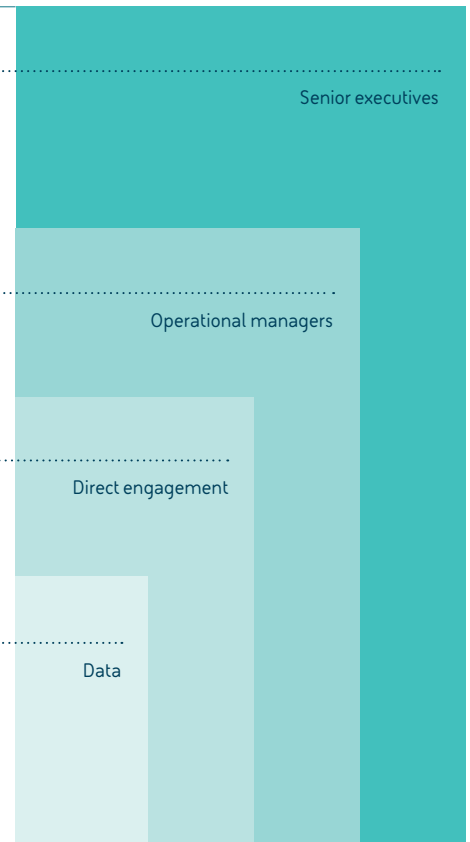 Senior executives
Operational managers
Direct engagement
Data